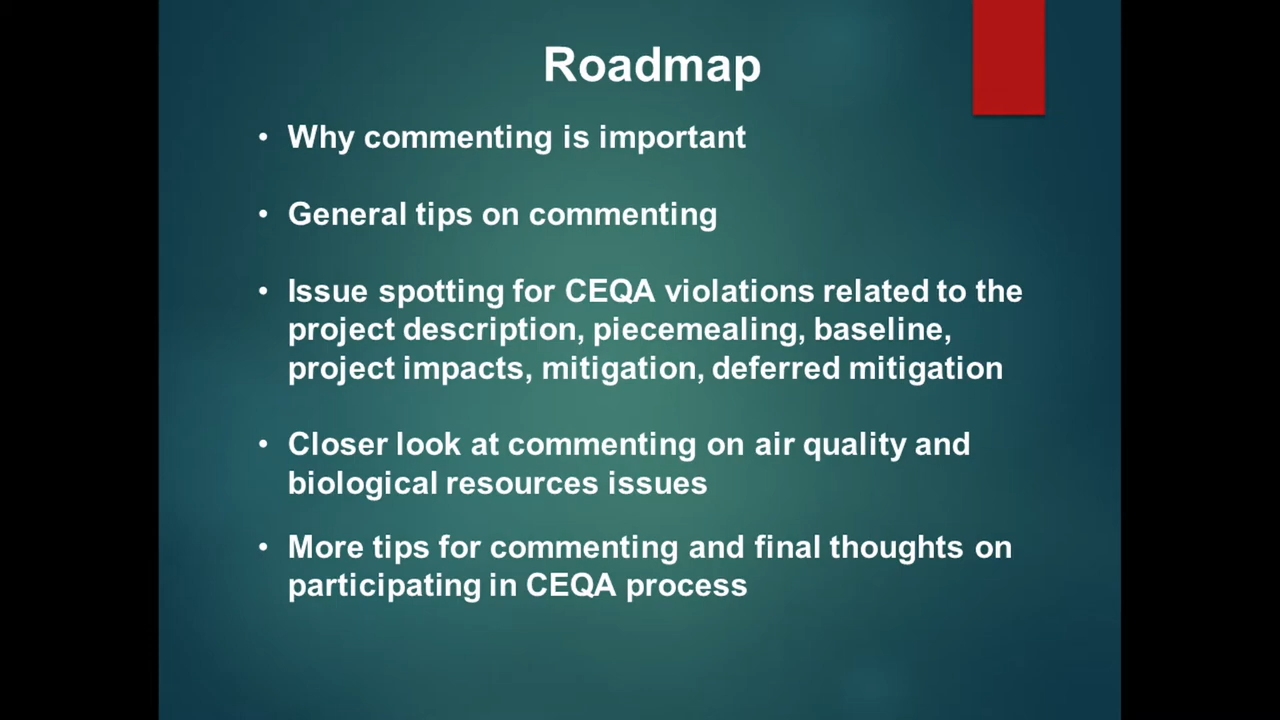 Roadmap
• Why commenting is important
• General tips on commenting
• Issue spotting for CEQA violations related to the
project description, piecemealing, baseline,
project impacts, mitigation, deferred mitigation
• Closer look at commenting on air quality and
biological resources issues
• More tips for commenting and final thoughts on
participating in CEQA process